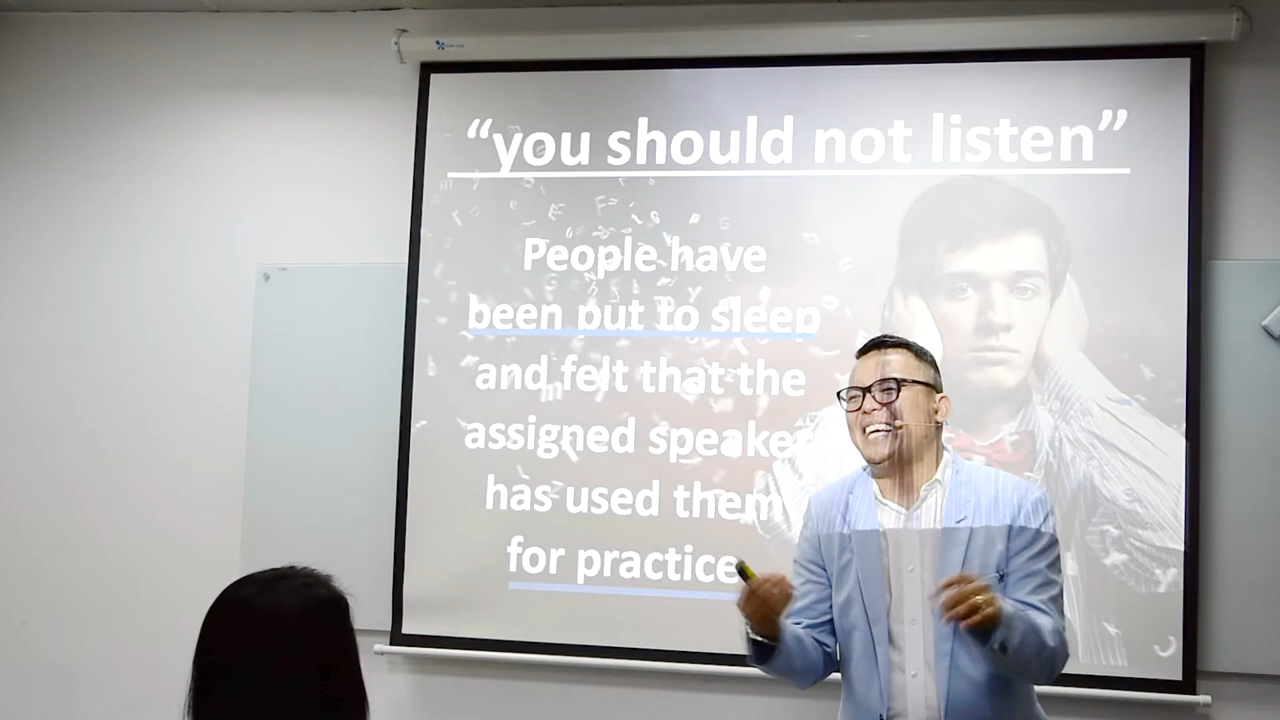 “you should not listen”
People have
been put to sleep
and felt that the
assigned speaker
has used them
for practice